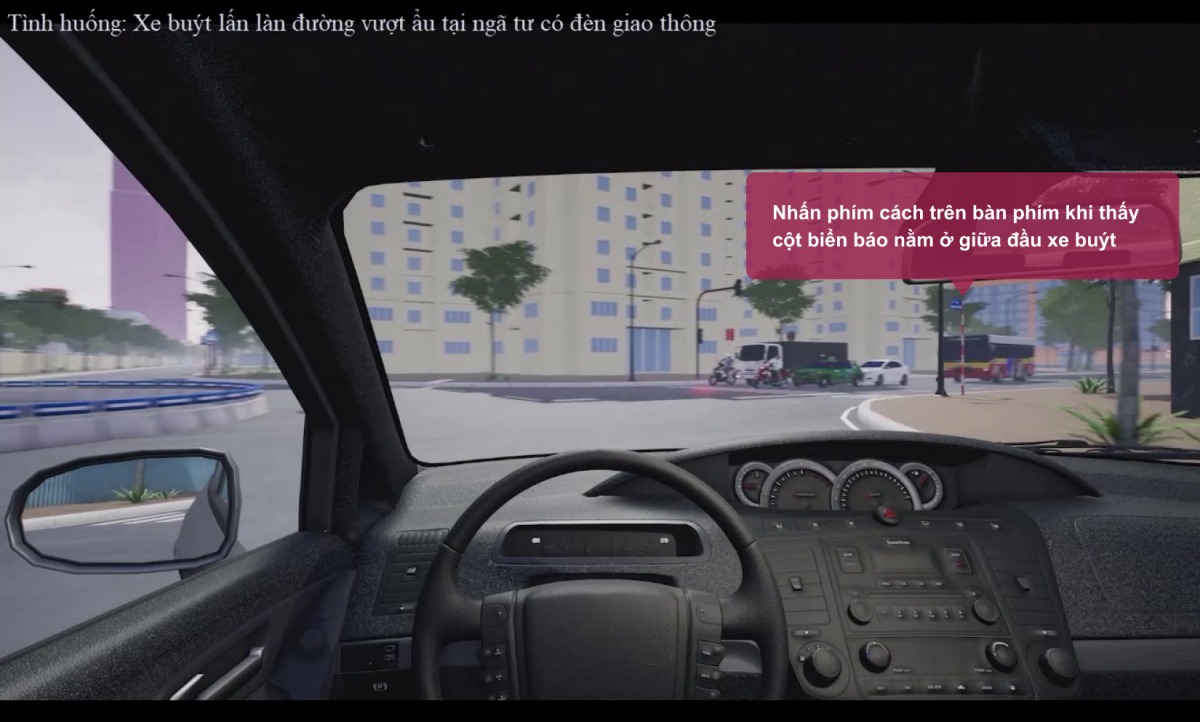 Tình huống: Xe buýt lấn làn đường vượt ẩu tại ngã tư có đèn giao thông
Nhấn phím cách trên bàn phím khi thấy
cột biển báo nằm ở giữa đầu xe buýt